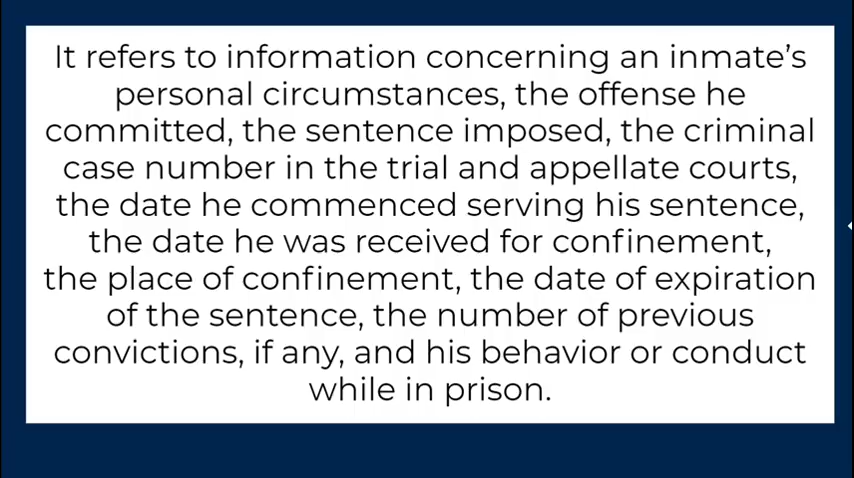 It refers to information concerning an inmate’s
personal circumstances, the offense he
committed, the sentence imposed, the criminal
case number in the trial and appellate courts,
the date he commenced serving his sentence,
the date he was received for confinement,
the place of confinement, the date of expiration
of the sentence, the number of previous
convictions, if any, and his behavior or conduct
while in prison.